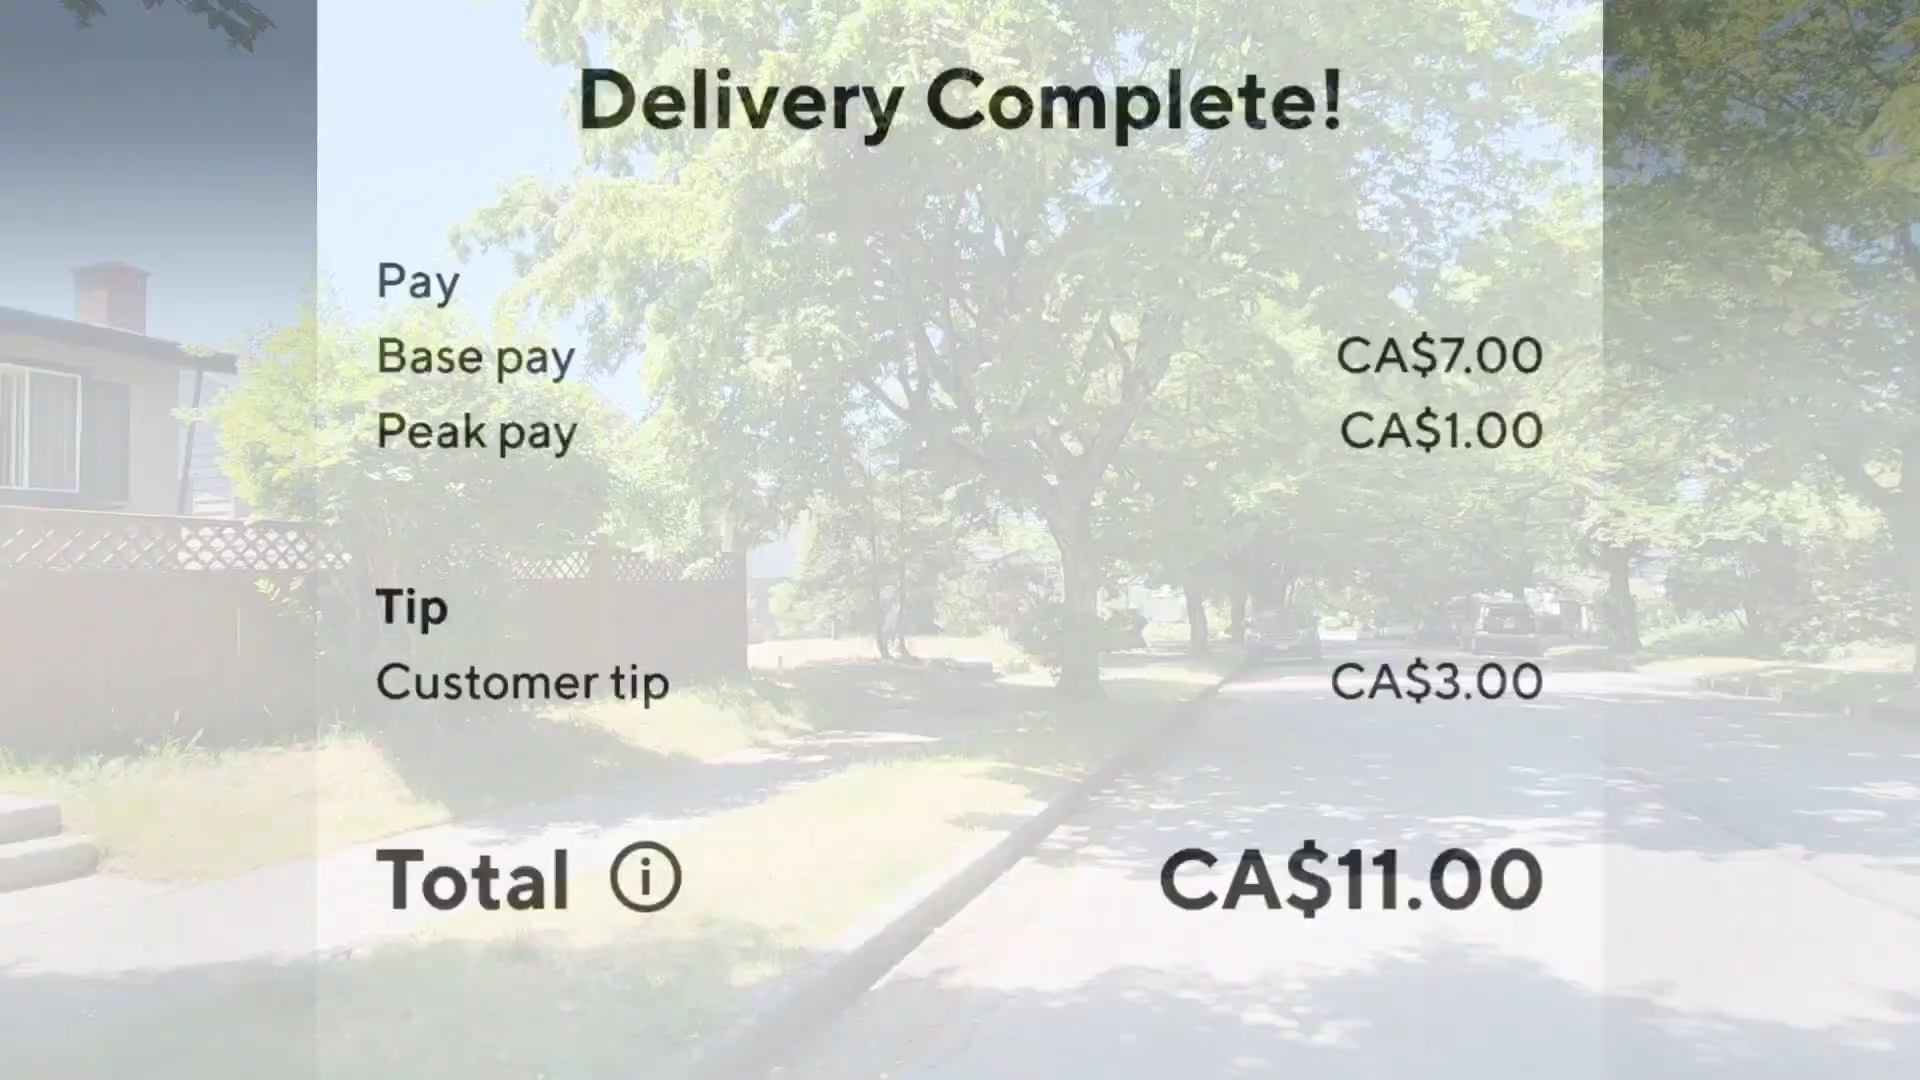 Delivery Complete!
Pay
Base pay CA$7.00
Peak pay CA$1.00
Tip
Customer tip CA$3.00
Total CA$11.00